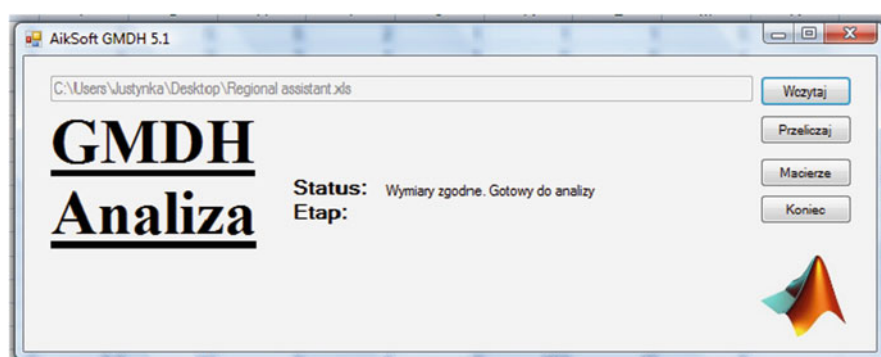 AikSoft GMDH 5.1
C:\Users\Justynka\Desktop\Regional assistant.xls
Wczytaj
GMDH
Analiza
Przeliczaj
Status: Wymiary zgodne. Gotowy do analizy
Etap:
Macierze
Koniec